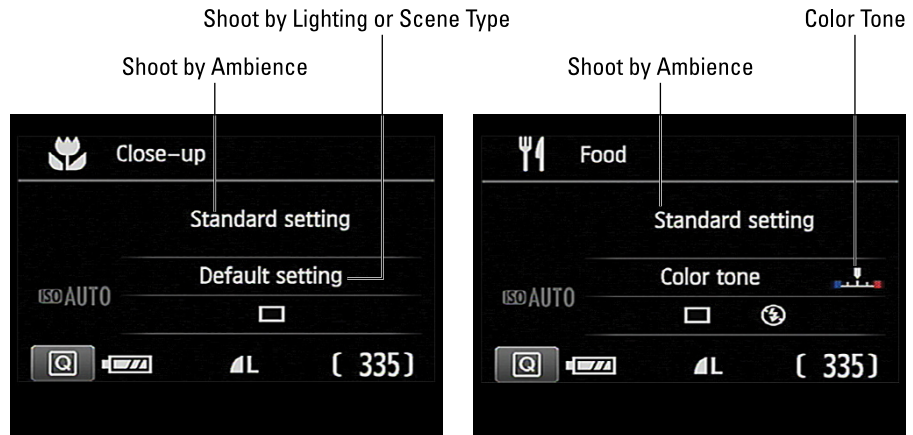 Shoot by Lighting or Scene Type
Color Tone
Shoot by Ambience
Shoot by Ambience
Close-up
Standard setting
Default setting
ISO AUTO
Q
L
( 335)
Food
Standard setting
Color tone
ISO AUTO
Q
L
( 335)